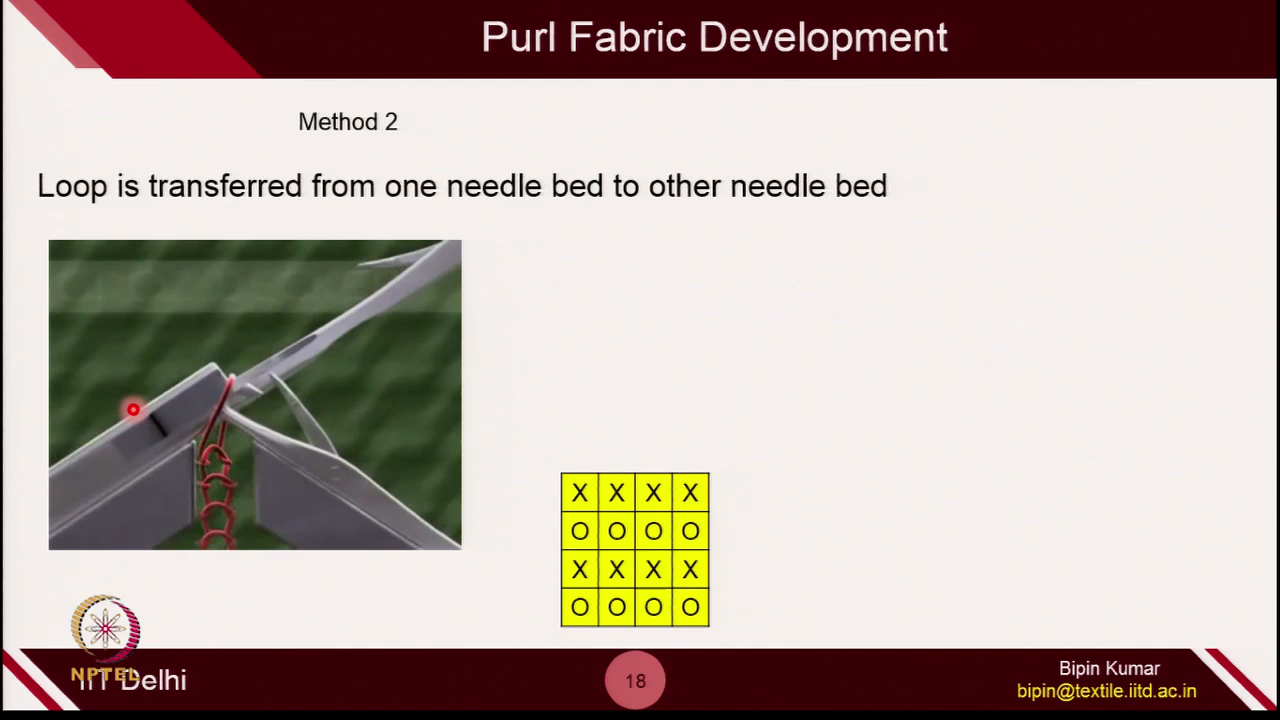 Purl Fabric Development
Method 2
Loop is transferred from one needle bed to other needle bed
X X X X
O O O O
X X X X
O O O O
NPTEL
IIT Delhi
18
Bipin Kumar
bipin@textile.iitd.ac.in